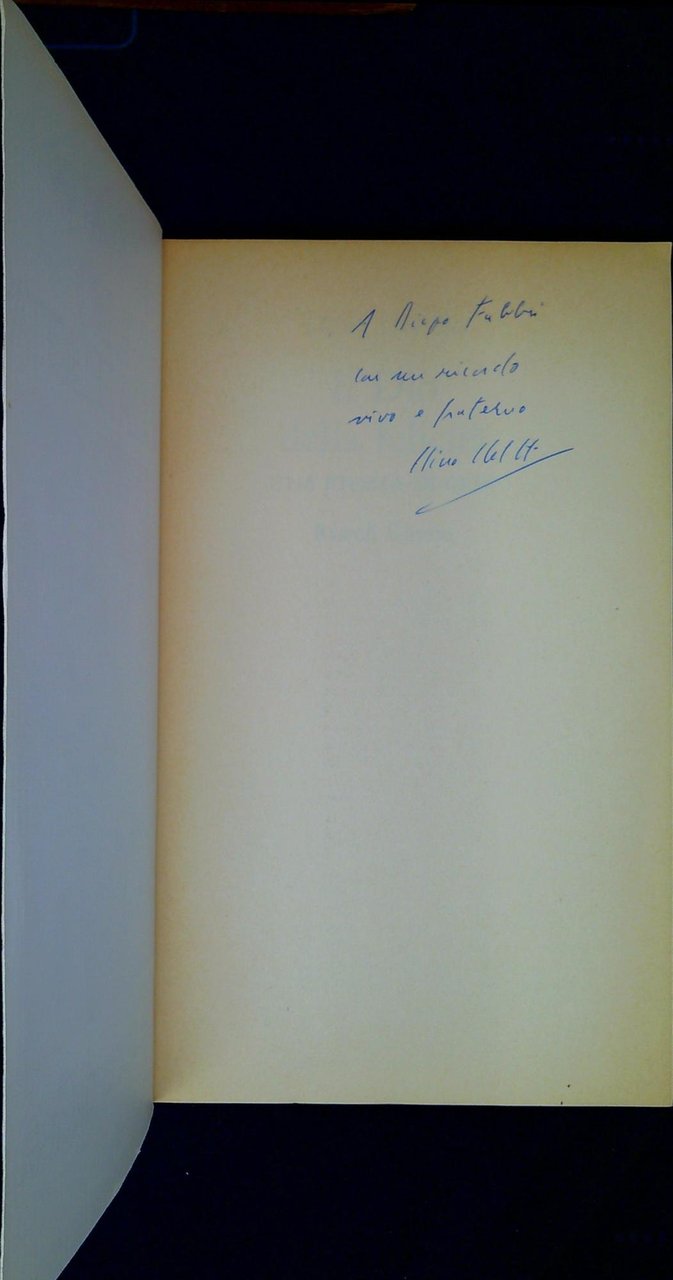 A Diego Fabbri
con un ricordo
vivo e fraterno